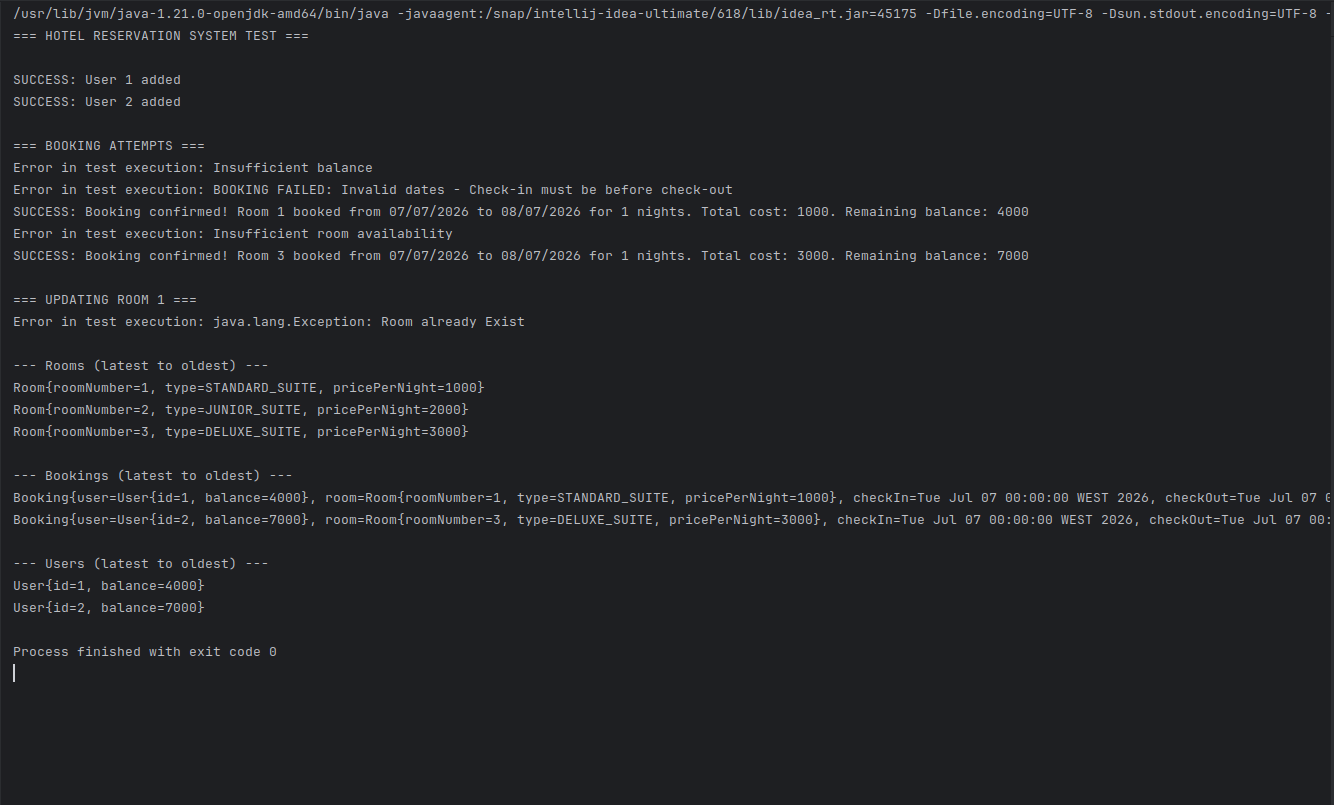 /usr/lib/jvm/java-1.21.0-openjdk-amd64/bin/java -javaagent:/snap/intellij-idea-ultimate/618/lib/idea_rt.jar=45175 -Dfile.encoding=UTF-8 -Dsun.stdout.encoding=UTF-8 -
=== HOTEL RESERVATION SYSTEM TEST ===
SUCCESS: User 1 added
SUCCESS: User 2 added
=== BOOKING ATTEMPTS ===
Error in test execution: Insufficient balance
Error in test execution: BOOKING FAILED: Invalid dates - Check-in must be before check-out
SUCCESS: Booking confirmed! Room 1 booked from 07/07/2026 to 08/07/2026 for 1 nights. Total cost: 1000. Remaining balance: 4000
Error in test execution: Insufficient room availability
SUCCESS: Booking confirmed! Room 3 booked from 07/07/2026 to 08/07/2026 for 1 nights. Total cost: 3000. Remaining balance: 7000
=== UPDATING ROOM 1 ===
Error in test execution: java.lang.Exception: Room already Exist
--- Rooms (latest to oldest) ---
Room{roomNumber=1, type=STANDARD_SUITE, pricePerNight=1000}
Room{roomNumber=2, type=JUNIOR_SUITE, pricePerNight=2000}
Room{roomNumber=3, type=DELUXE_SUITE, pricePerNight=3000}
--- Bookings (latest to oldest) ---
Booking{user=User{id=1, balance=4000}, room=Room{roomNumber=1, type=STANDARD_SUITE, pricePerNight=1000}, checkIn=Tue Jul 07 00:00:00 WEST 2026, checkOut=Tue Jul 07 0
Booking{user=User{id=2, balance=7000}, room=Room{roomNumber=3, type=DELUXE_SUITE, pricePerNight=3000}, checkIn=Tue Jul 07 00:00:00 WEST 2026, checkOut=Tue Jul 07 00:
--- Users (latest to oldest) ---
User{id=1, balance=4000}
User{id=2, balance=7000}
Process finished with exit code 0